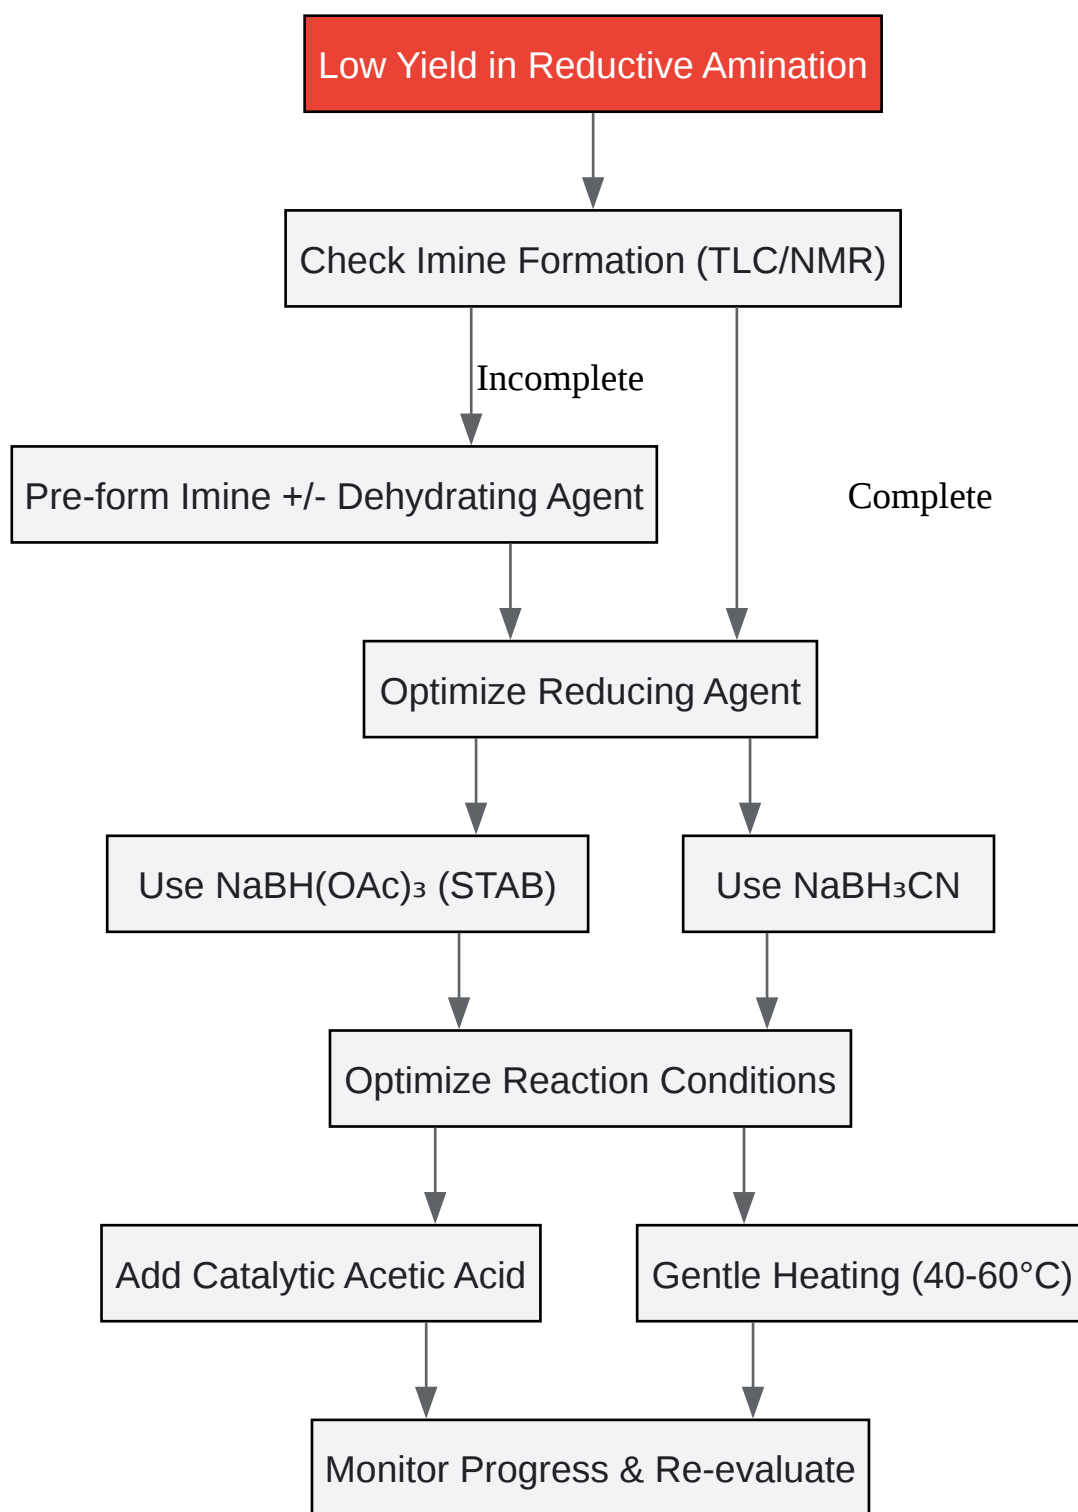 Low Yield in Reductive Amination
Check Imine Formation (TLC/NMR)
Incomplete
Pre-form Imine +/- Dehydrating Agent
Complete
Optimize Reducing Agent
Use NaBH(OAc)₃ (STAB)
Use NaBH₃CN
Optimize Reaction Conditions
Add Catalytic Acetic Acid
Gentle Heating (40-60°C)
Monitor Progress & Re-evaluate